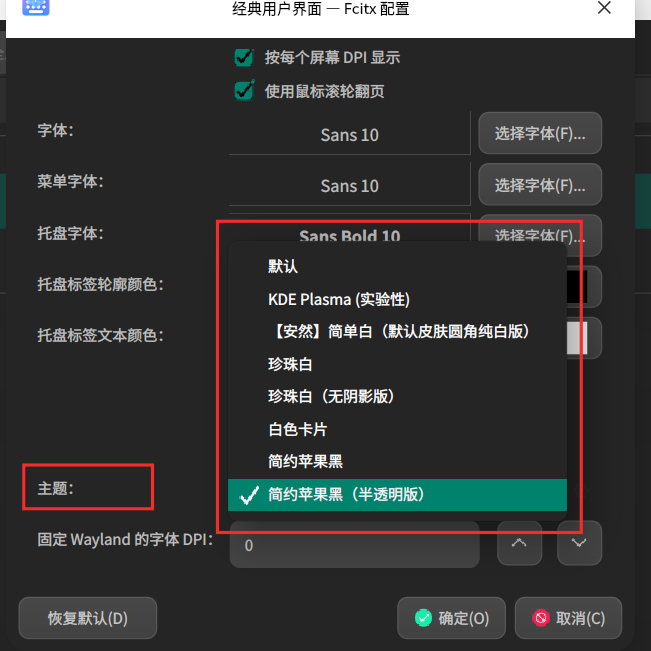 经典用户界面 — Fcitx 配置
按每个屏幕 DPI 显示
使用鼠标滚轮翻页
字体：
Sans 10
选择字体(F)...
菜单字体：
Sans 10
选择字体(F)...
托盘字体：
Sans Bold 10
选择字体(F)...
托盘标签轮廓颜色：
托盘标签文本颜色：
默认
KDE Plasma (实验性)
【安然】简单白（默认皮肤圆角纯白版）
珍珠白
珍珠白（无阴影版）
白色卡片
简约苹果黑
简约苹果黑（半透明版）
主题：
固定 Wayland 的字体 DPI：
0
恢复默认(D)
确定(O)
取消(C)